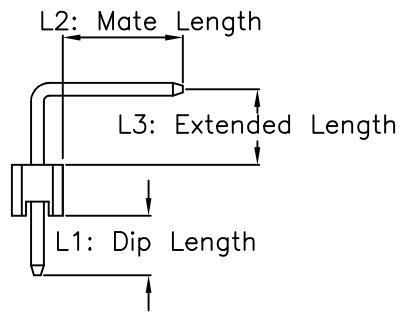 L2: Mate Length
L3: Extended Length
L1: Dip Length